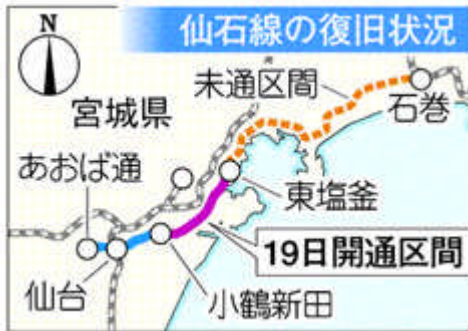 仙石線の復旧状況
N
未通区間
石巻
宮城県
あおば通
東塩釜
19日開通区間
仙台
小鶴新田